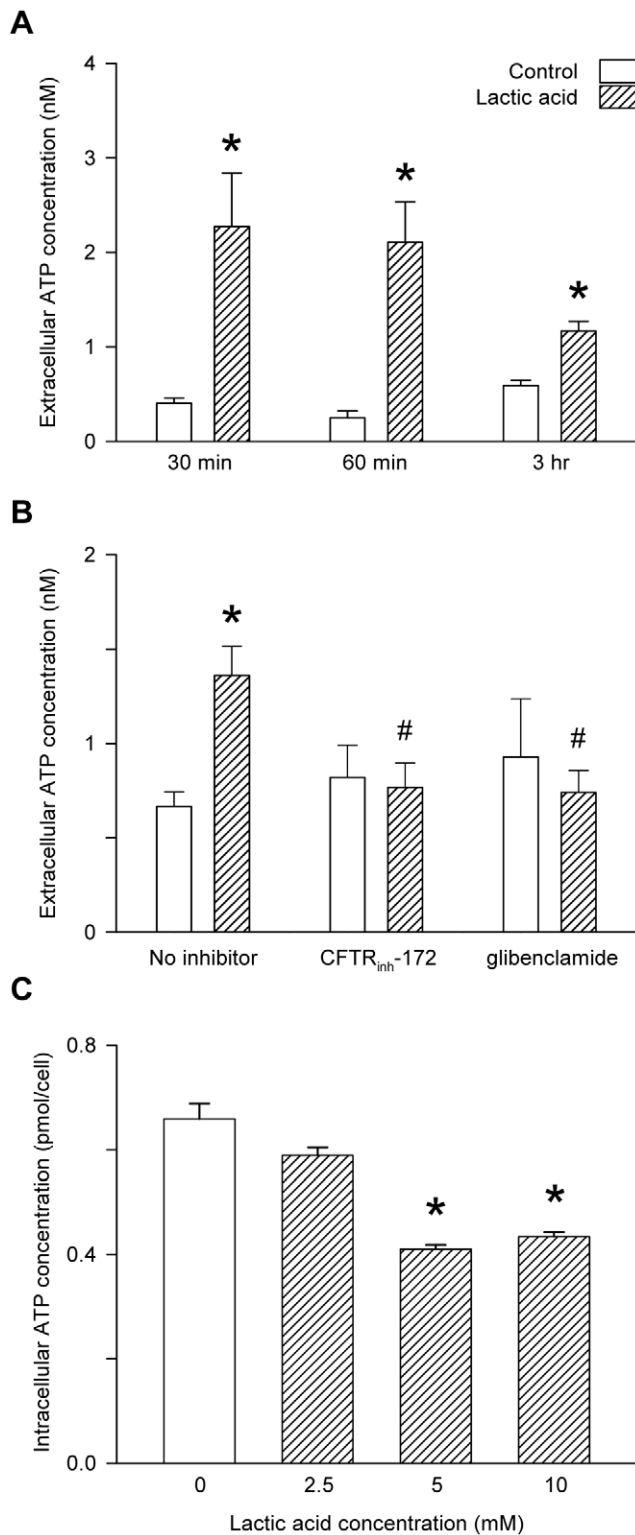 A
Extracellular ATP concentration (nM)
4
3
2
1
0
Control
Lactic acid
*
*
*
30 min
60 min
3 hr
B
Extracellular ATP concentration (nM)
2
1
0
*
#
#
No inhibitor
CFTRinh-172
glibenclamide
C
Intracellular ATP concentration (pmol/cell)
0.8
0.4
0.0
*
*
0
2.5
5
10
Lactic acid concentration (mM)